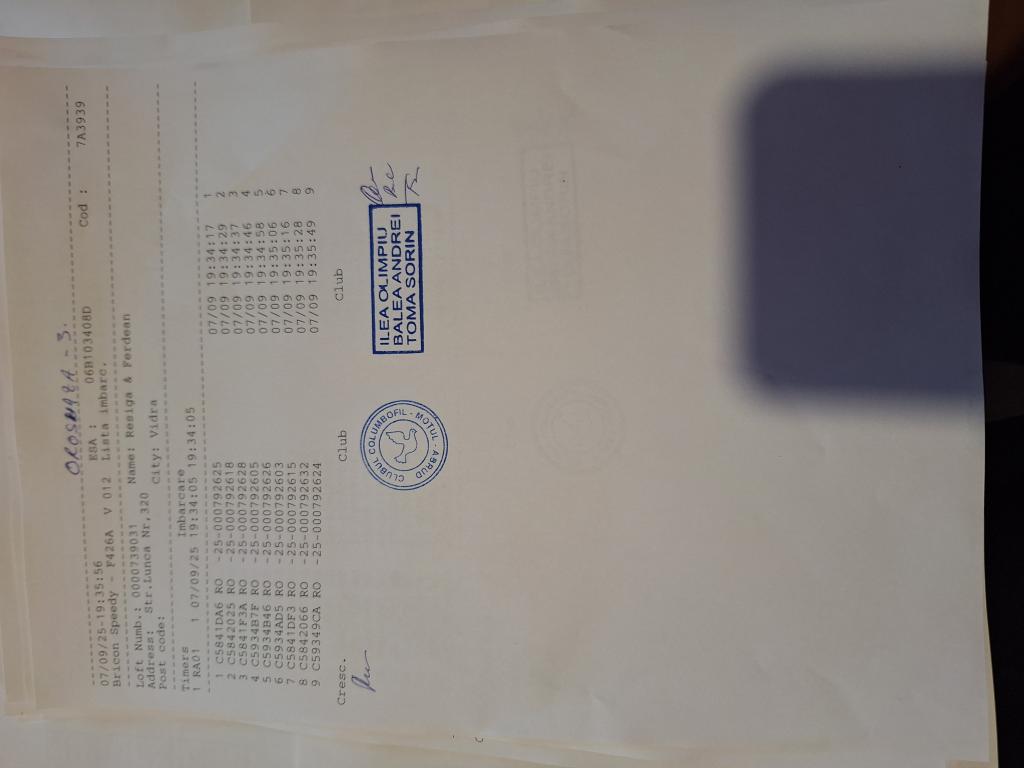 OROSHAZA - 3.
ESA : 06B103408D Cod : 7A3939
07/09/25-19:35:56
Bricon Speedy - F426A V 012 Lista imbarc.
Loft Numb.: 000739031 Name: Resiga & Ferdean
Address: Str.Lunca Nr,320
Post code: City: Vidra
Timers Imbarcare
1 RA01 1 07/09/25 19:34:05 19:34:05
1 C5841DA6 RO -25-000792625 07/09 19:34:17 1
2 C5842025 RO -25-000792618 07/09 19:34:29 2
3 C5841F3A RO -25-000792628 07/09 19:34:37 3
4 C5934B7F RO -25-000792605 07/09 19:34:46 4
5 C5934B46 RO -25-000792626 07/09 19:34:58 5
6 C5934AD5 RO -25-000792603 07/09 19:35:06 6
7 C5841DF3 RO -25-000792615 07/09 19:35:16 7
8 C5842066 RO -25-000792632 07/09 19:35:28 8
9 C59349CA RO -25-000792624 07/09 19:35:49 9
Cresc. Club Club
CLUBUL COLUMBOFIL - MOTUL - ABRUD
ILEA OLIMPIU
BALEA ANDREI
TOMA SORIN